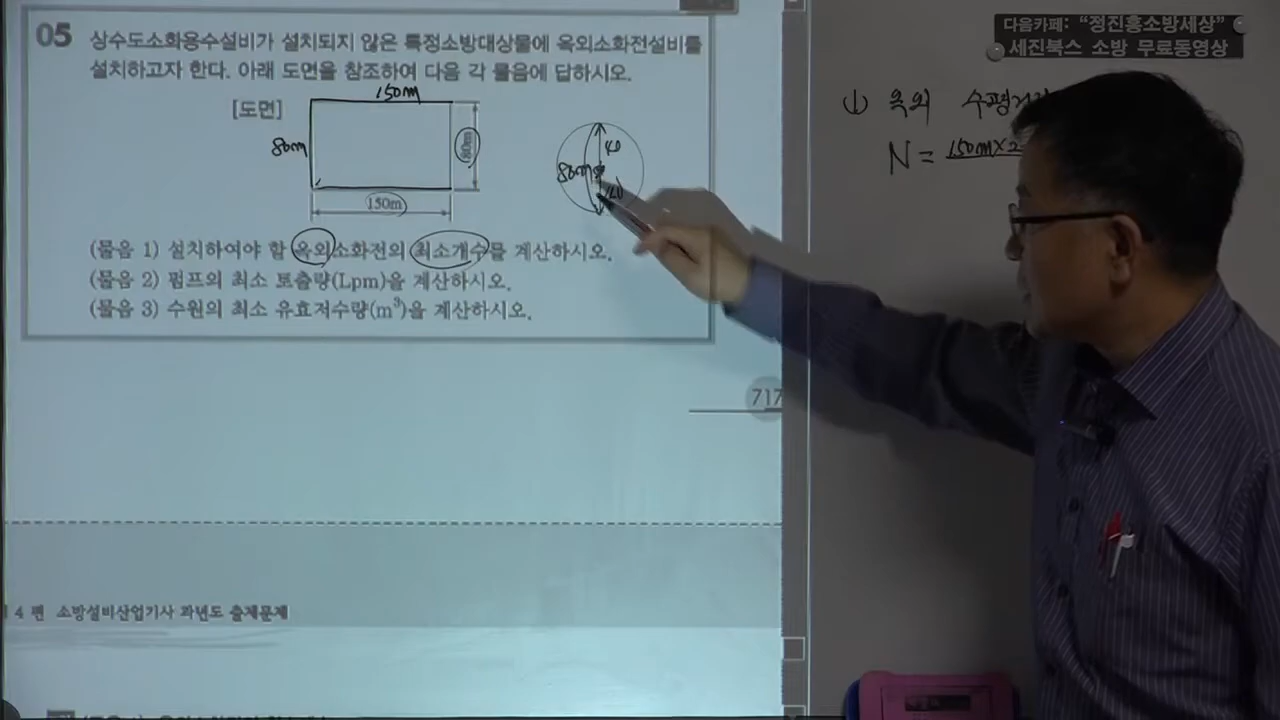 다음카페: "정진홍소방세상"
세진북스 소방 무료동영상
05 상수도소화용수설비가 설치되지 않은 특정소방대상물에 옥외소화전설비를
설치하고자 한다. 아래 도면을 참조하여 다음 각 물음에 답하시오.
[도면]
150m
80m
80m
150m
80m
40
40
(물음 1) 설치하여야 할 옥외소화전의 최소개수를 계산하시오.
(물음 2) 펌프의 최소 토출량(Lpm)을 계산하시오.
(물음 3) 수원의 최소 유효저수량(m³)을 계산하시오.
717
4 편 소방설비산업기사 과년도 출제문제
1) 옥외 수평거
N = 150m×2